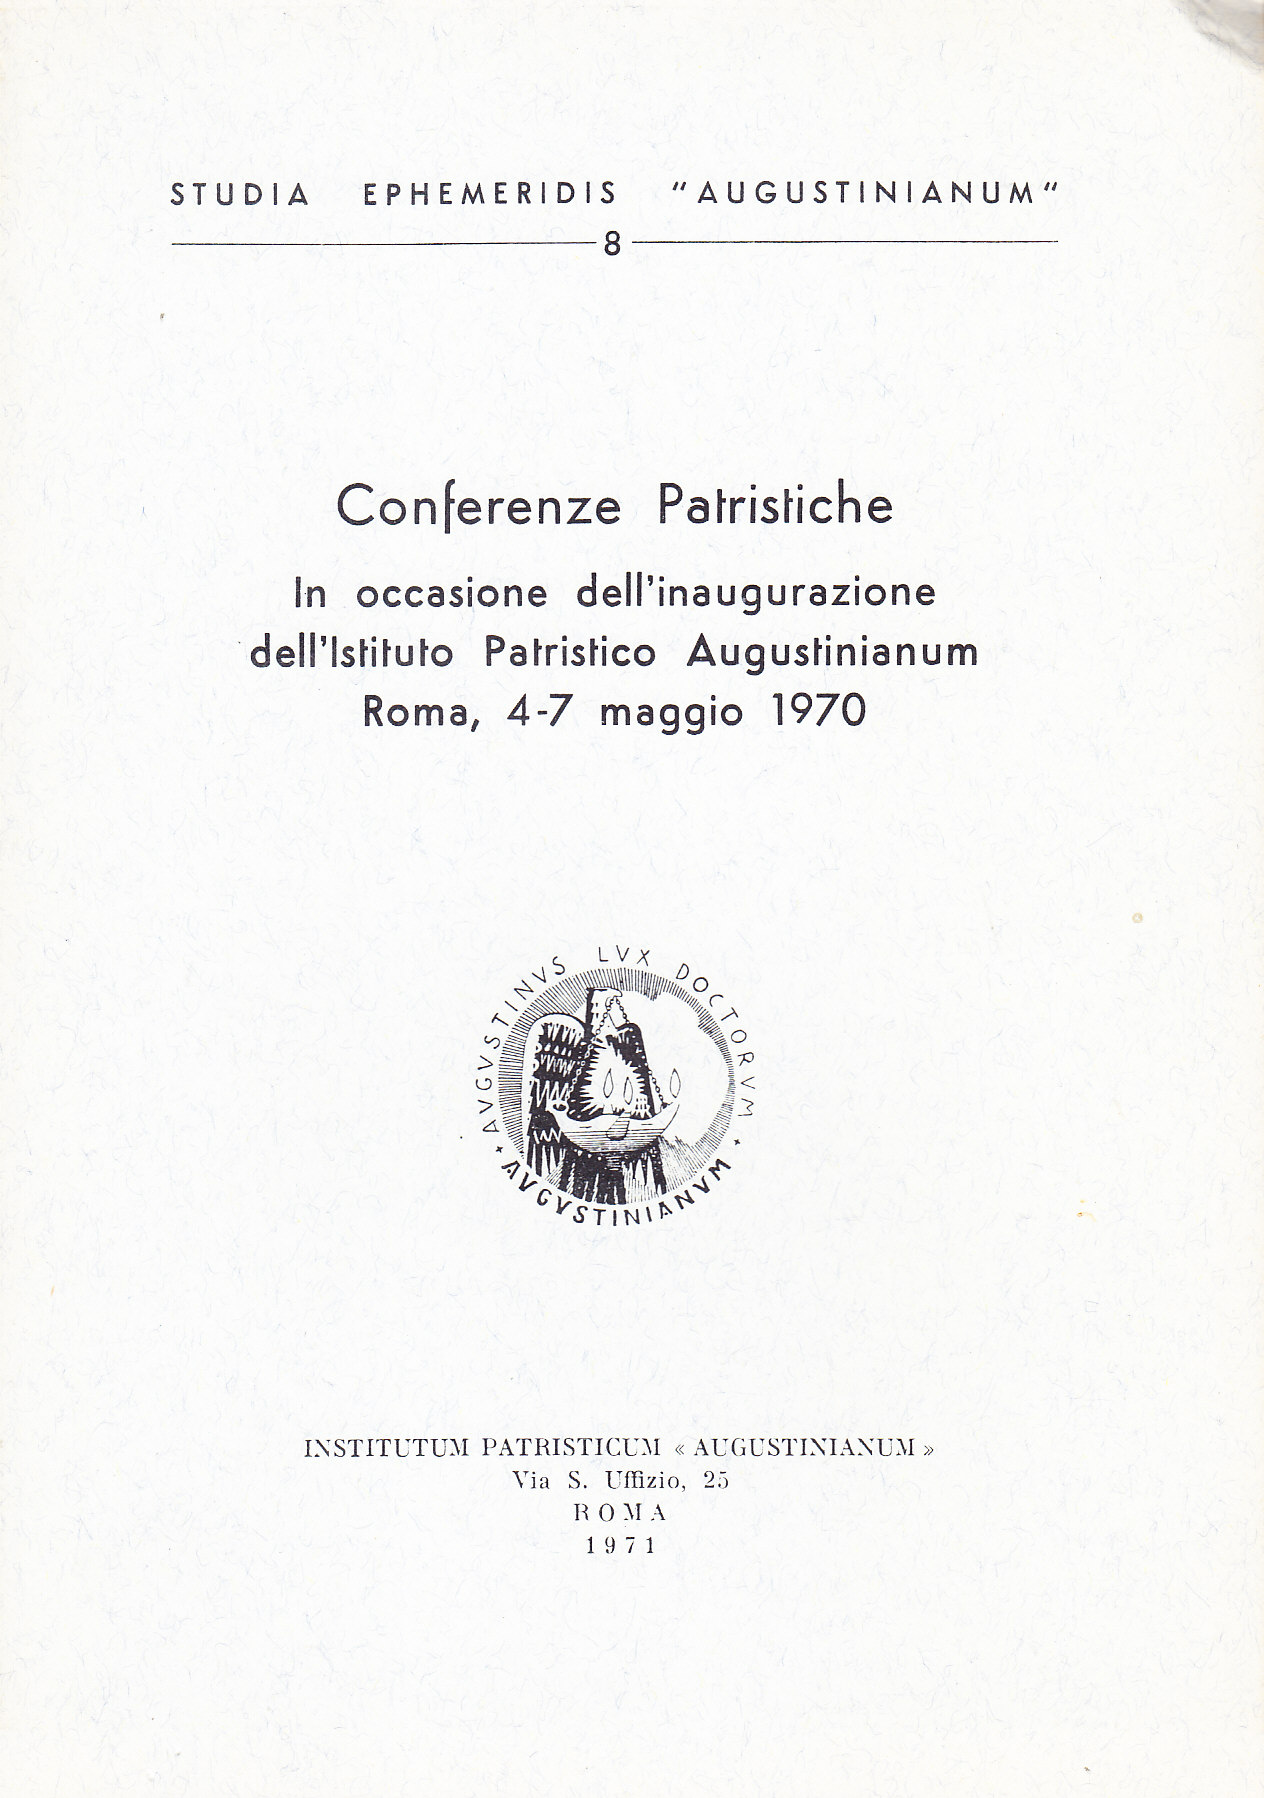 STUDIA EPHEMERIDIS "AUGUSTINIANUM"
8
Conferenze Patristiche
In occasione dell'inaugurazione
dell'Istituto Patristico Augustinianum
Roma, 4-7 maggio 1970
AVGVSTINVS LVX DOCTORVM
AVGVSTINIANVM
INSTITUTUM PATRISTICUM « AUGUSTINIANUM »
Via S. Uffizio, 25
ROMA
1971